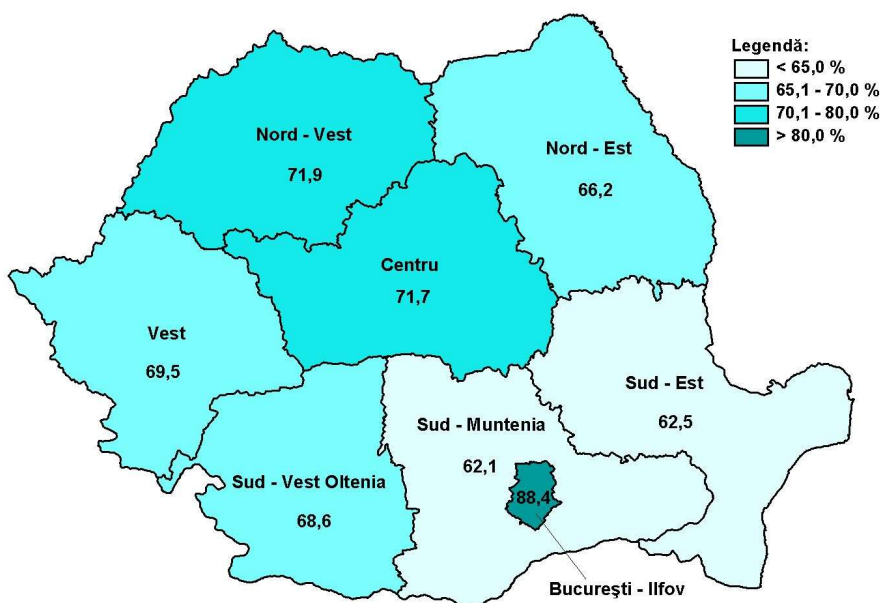 Legendă:
< 65,0 %
65,1 - 70,0 %
70,1 - 80,0 %
> 80,0 %
Nord - Vest
71,9
Nord - Est
66,2
Centru
71,7
Vest
69,5
Sud - Est
62,5
Sud - Muntenia
62,1
Sud - Vest Oltenia
68,6
88,4
Bucureşti - Ilfov